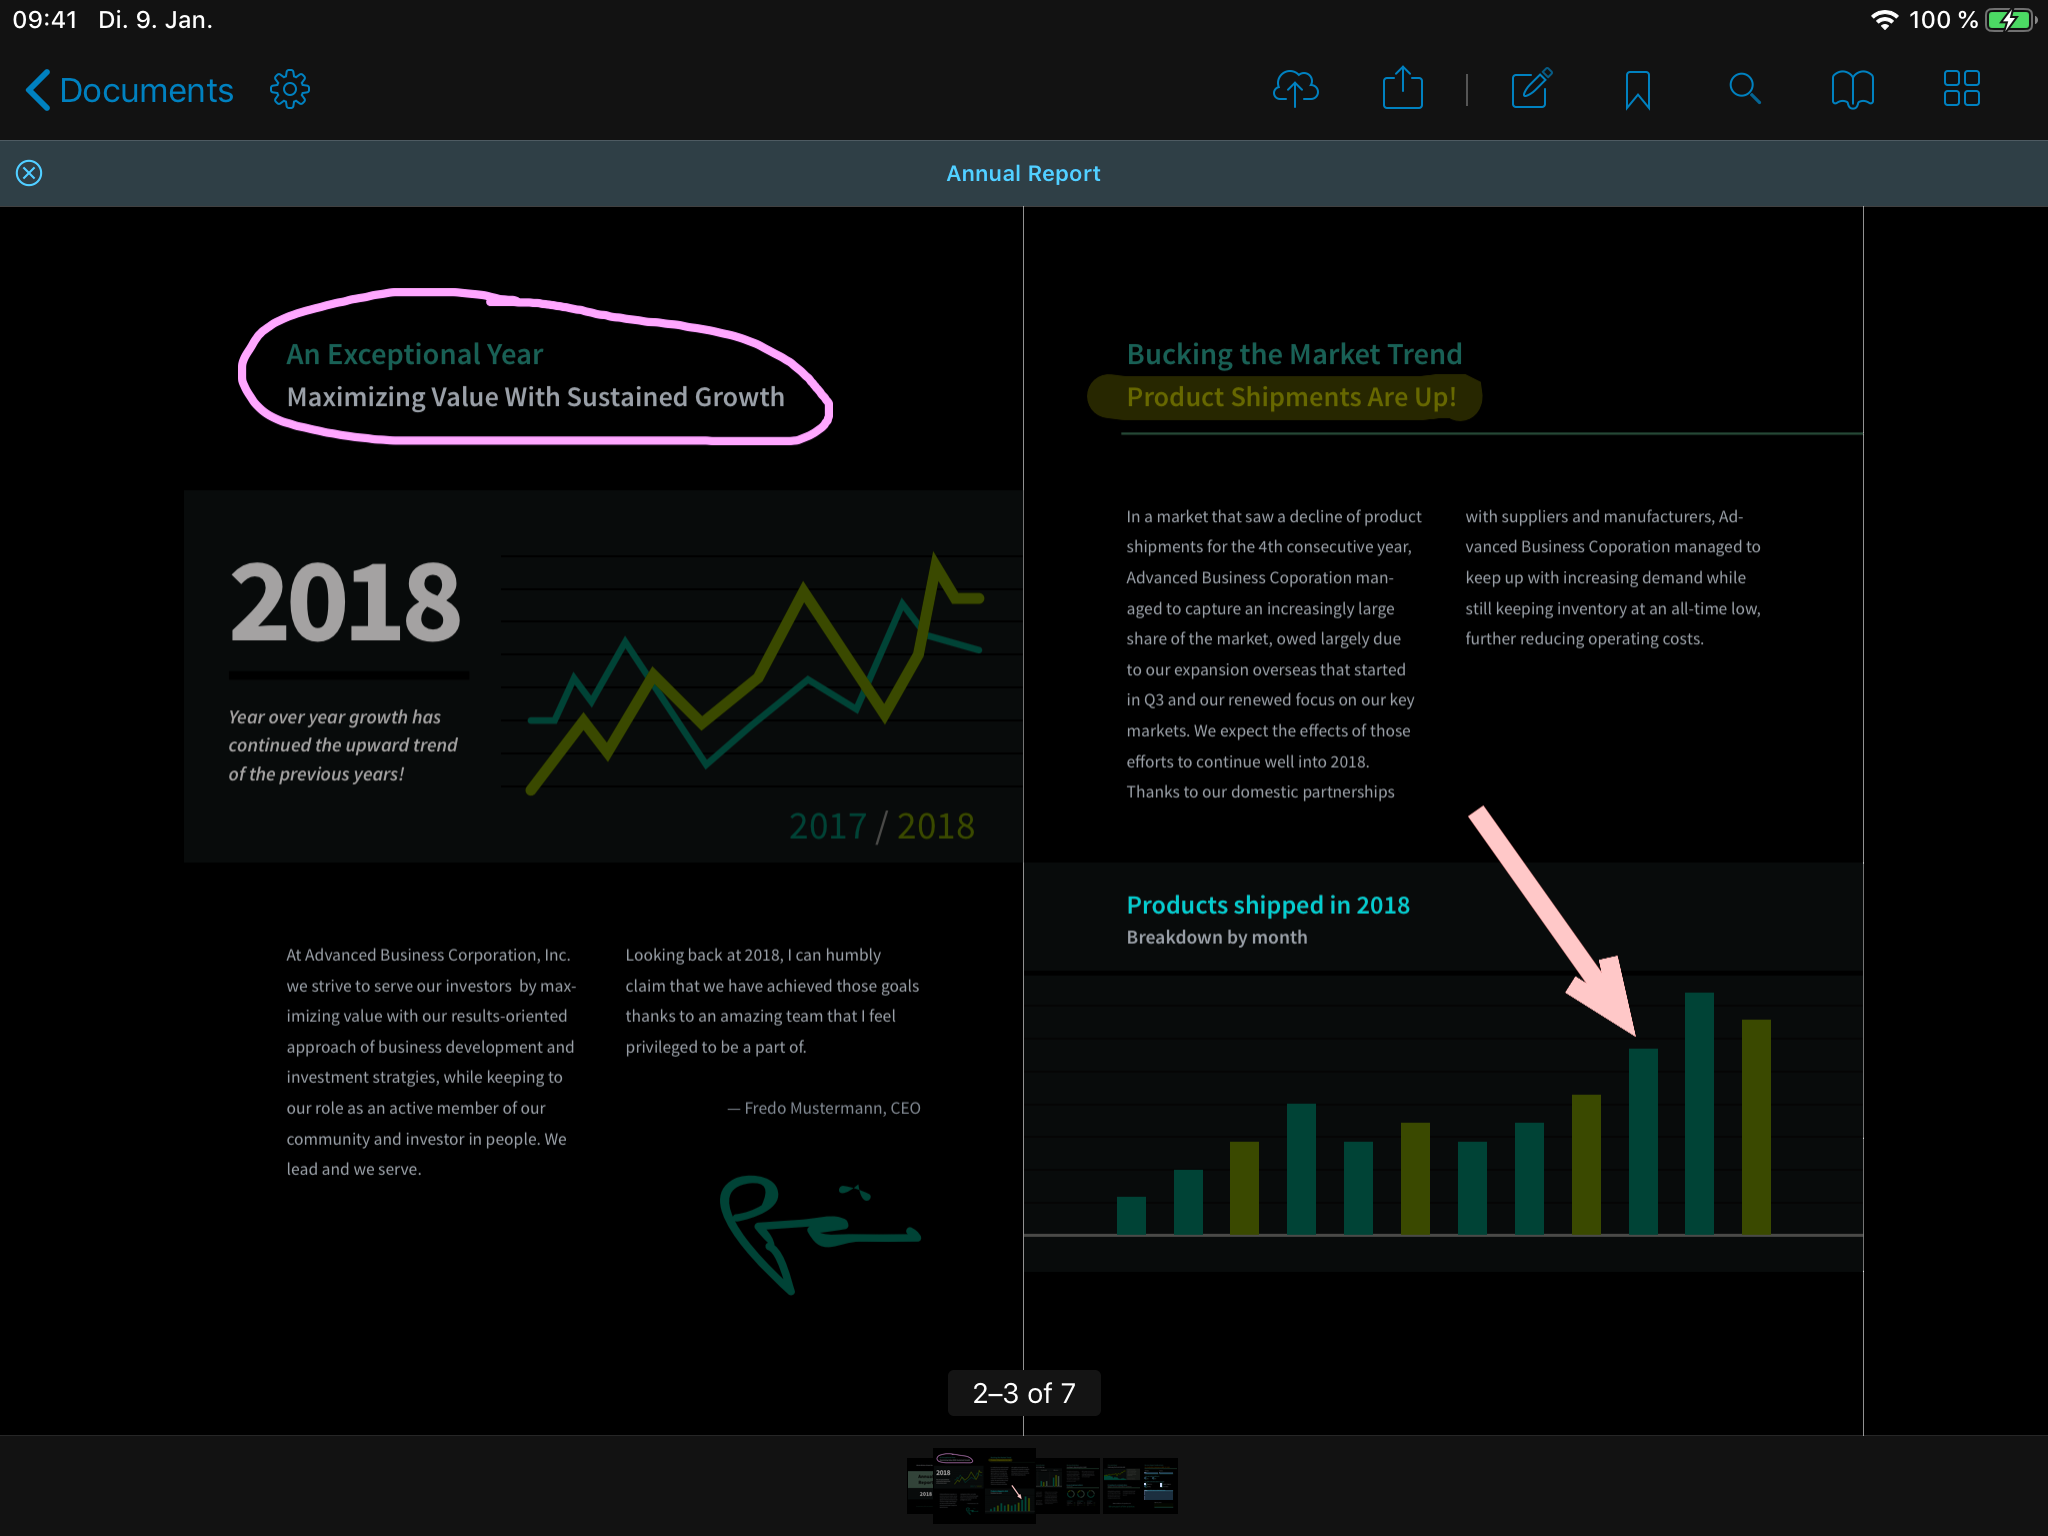 09:41 Di. 9. Jan.
100 %
Documents
Annual Report
An Exceptional Year
Maximizing Value With Sustained Growth
2018
Year over year growth has
continued the upward trend
of the previous years!
2017 / 2018
At Advanced Business Corporation, Inc.
we strive to serve our investors by max-
imizing value with our results-oriented
approach of business development and
investment stratgies, while keeping to
our role as an active member of our
community and investor in people. We
lead and we serve.
Looking back at 2018, I can humbly
claim that we have achieved those goals
thanks to an amazing team that I feel
privileged to be a part of.
— Fredo Mustermann, CEO
Bucking the Market Trend
Product Shipments Are Up!
In a market that saw a decline of product
shipments for the 4th consecutive year,
Advanced Business Coporation man-
aged to capture an increasingly large
share of the market, owed largely due
to our expansion overseas that started
in Q3 and our renewed focus on our key
markets. We expect the effects of those
efforts to continue well into 2018.
Thanks to our domestic partnerships
with suppliers and manufacturers, Ad-
vanced Business Coporation managed to
keep up with increasing demand while
still keeping inventory at an all-time low,
further reducing operating costs.
Products shipped in 2018
Breakdown by month
2–3 of 7
2018
2018